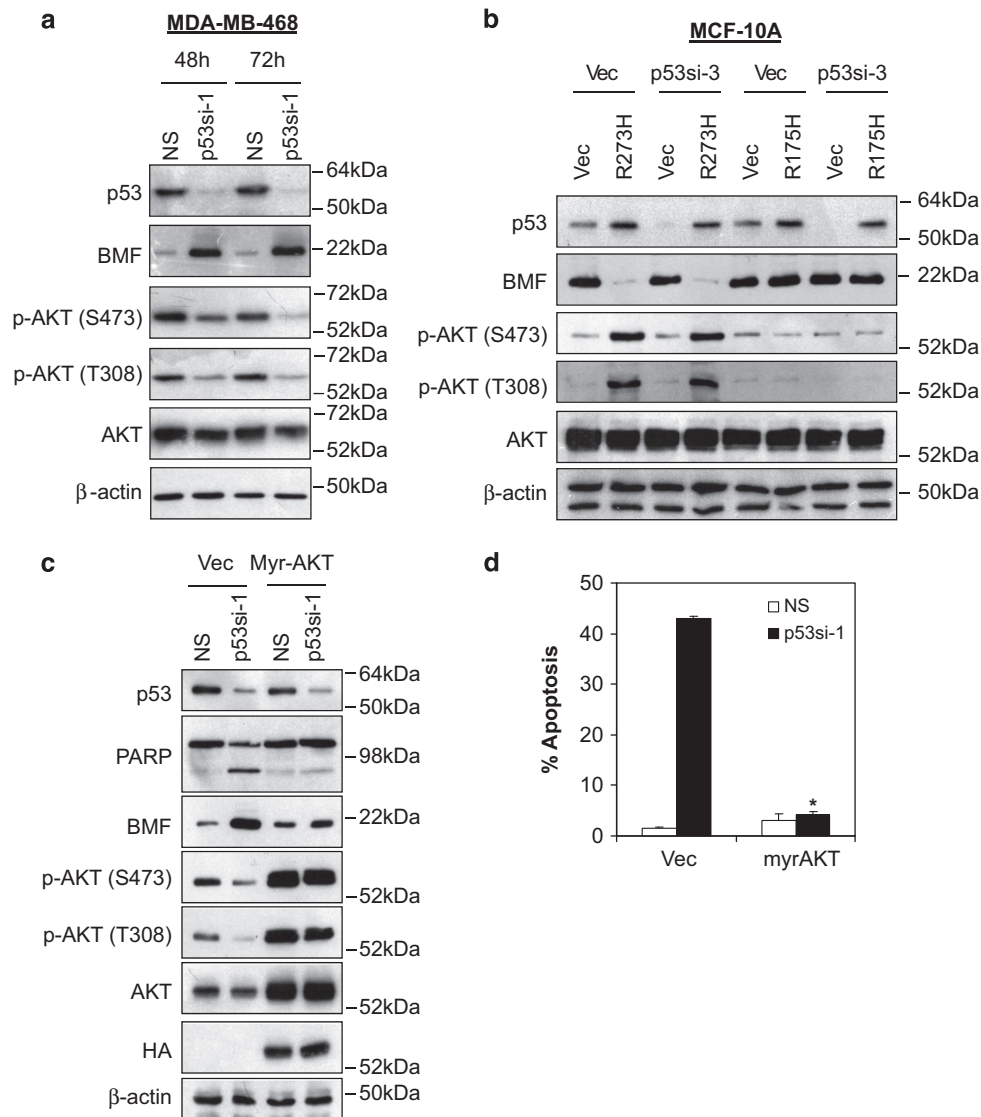 a
MDA-MB-468
48h 72h
NS p53si-1 NS p53si-1
p53
64kDa
50kDa
BMF
22kDa
p-AKT (S473)
72kDa
52kDa
p-AKT (T308)
72kDa
52kDa
AKT
72kDa
52kDa
β-actin
50kDa
b
MCF-10A
Vec p53si-3 Vec p53si-3
Vec R273H Vec R273H Vec R175H Vec R175H
p53
64kDa
50kDa
BMF
22kDa
p-AKT (S473)
52kDa
p-AKT (T308)
52kDa
AKT
52kDa
β-actin
50kDa
c
Vec Myr-AKT
NS p53si-1 NS p53si-1
p53
64kDa
50kDa
PARP
98kDa
BMF
22kDa
p-AKT (S473)
52kDa
p-AKT (T308)
52kDa
AKT
52kDa
HA
52kDa
β-actin
50kDa
d
% Apoptosis
50
40
30
20
10
0
NS
p53si-1
*
Vec myrAKT